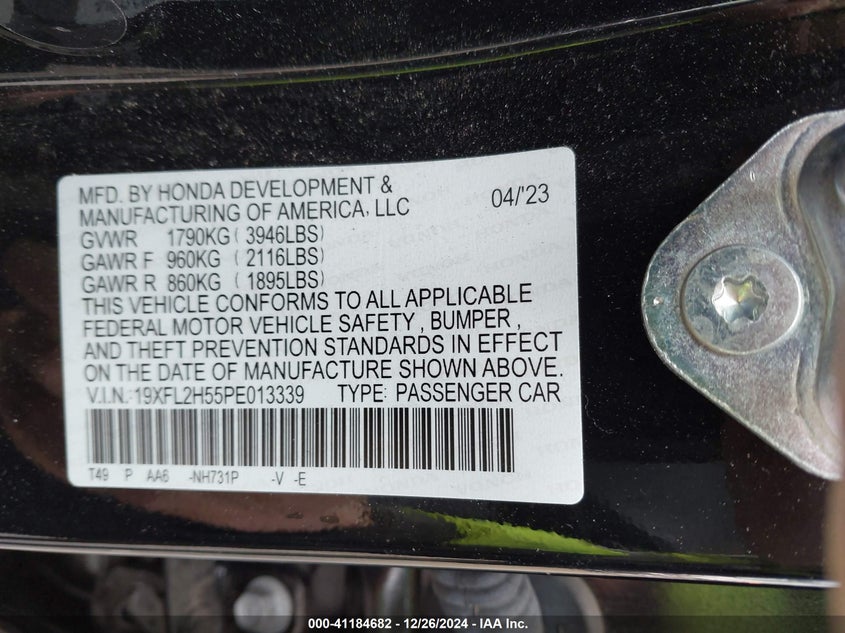 MFD. BY HONDA DEVELOPMENT &
MANUFACTURING OF AMERICA, LLC 04/'23
GVWR 1790KG ( 3946LBS)
GAWR F 960KG ( 2116LBS)
GAWR R 860KG ( 1895LBS)
THIS VEHICLE CONFORMS TO ALL APPLICABLE
FEDERAL MOTOR VEHICLE SAFETY , BUMPER ,
AND THEFT PREVENTION STANDARDS IN EFFECT
ON THE DATE OF MANUFACTURE SHOWN ABOVE.
V.I.N.:19XFL2H55PE013339 TYPE: PASSENGER CAR
T49 P AA6 -NH731P -V -E
000-41184682 - 12/26/2024 - IAA Inc.